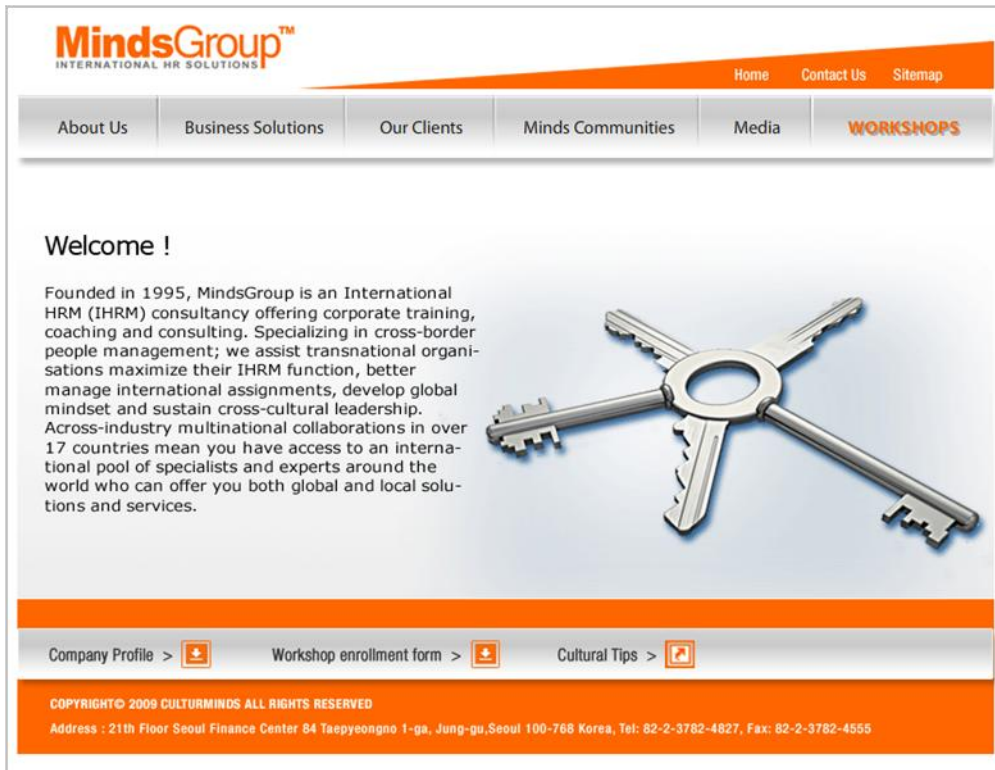 MindsGroup™
INTERNATIONAL HR SOLUTIONS
Home Contact Us Sitemap
About Us Business Solutions Our Clients Minds Communities Media WORKSHOPS
Welcome !
Founded in 1995, MindsGroup is an International
HRM (IHRM) consultancy offering corporate training,
coaching and consulting. Specializing in cross-border
people management; we assist transnational organi-
sations maximize their IHRM function, better
manage international assignments, develop global
mindset and sustain cross-cultural leadership.
Across-industry multinational collaborations in over
17 countries mean you have access to an interna-
tional pool of specialists and experts around the
world who can offer you both global and local solu-
tions and services.
Company Profile > Workshop enrollment form > Cultural Tips >
COPYRIGHT© 2009 CULTURMINDS ALL RIGHTS RESERVED
Address : 21th Floor Seoul Finance Center 84 Taepyeongno 1-ga, Jung-gu,Seoul 100-768 Korea, Tel: 82-2-3782-4827, Fax: 82-2-3782-4555